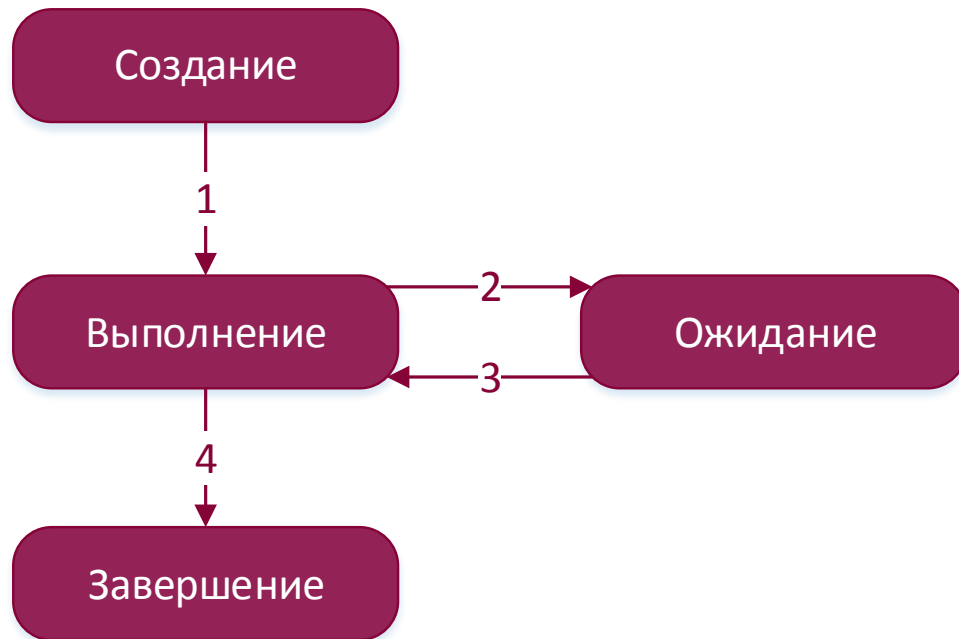 Создание
1
2
Выполнение
Ожидание
3
4
Завершение